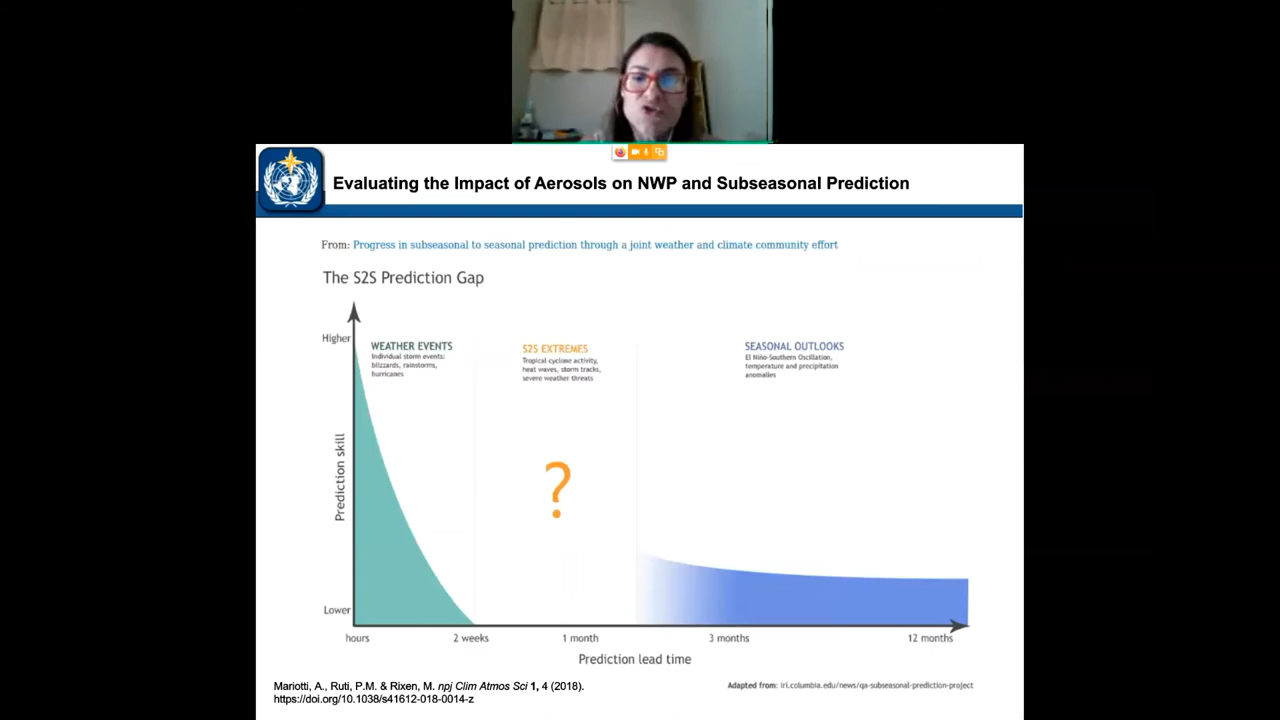 Evaluating the Impact of Aerosols on NWP and Subseasonal Prediction
From: Progress in subseasonal to seasonal prediction through a joint weather and climate community effort
The S2S Prediction Gap
Higher
WEATHER EVENTS
Individual storm events:
blizzards, rainstorms,
hurricanes
S2S EXTREMES
Tropical cyclone activity,
heat waves, storm tracks,
severe weather threats
SEASONAL OUTLOOKS
El Niño-Southern Oscillation,
temperature and precipitation
anomalies
Prediction skill
?
Lower
hours
2 weeks
1 month
3 months
12 months
Prediction lead time
Mariotti, A., Ruti, P.M. & Rixen, M. npj Clim Atmos Sci 1, 4 (2018).
https://doi.org/10.1038/s41612-018-0014-z
Adapted from: iri.columbia.edu/news/qa-subseasonal-prediction-project